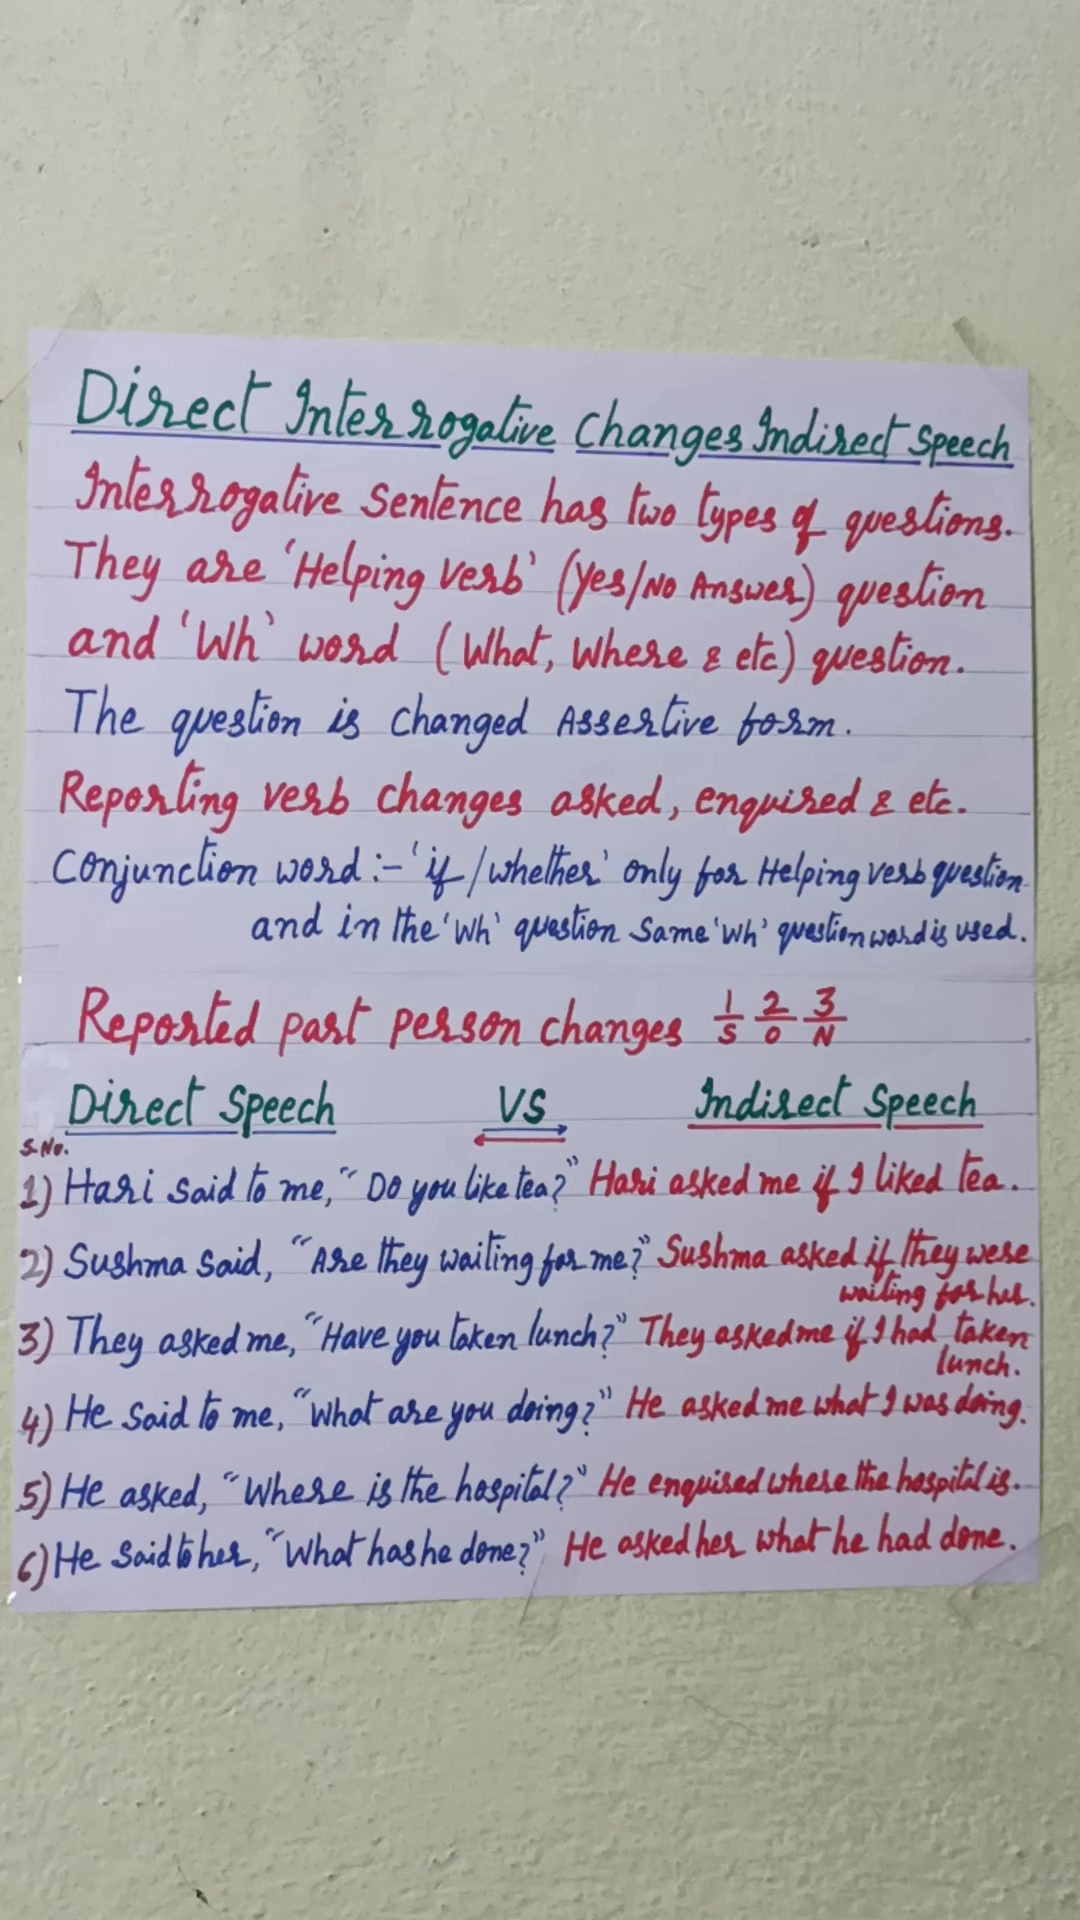 Direct Interrogative Changes Indirect Speech
Interrogative Sentence has two types of questions.
They are 'Helping verb' (Yes/No Answer) question
and 'Wh' word (What, Where & etc) question.
The question is changed Assertive form.
Reporting verb changes asked, enquired & etc.
Conjunction word :- 'if/whether' only for Helping verb question
and in the 'Wh' question Same 'Wh' question word is used.
Reported part person changes 1/S 2/O 3/N
Direct Speech VS Indirect Speech
S.No.
1) Hari said to me, "Do you like tea?" Hari asked me if I liked tea.
2) Sushma said, "Are they waiting for me?" Sushma asked if they were
waiting for her.
3) They asked me, "Have you taken lunch?" They asked me if I had taken
lunch.
4) He said to me, "What are you doing?" He asked me what I was doing.
5) He asked, "Where is the hospital?" He enquired where the hospital is.
6) He said to her, "What has he done?" He asked her what he had done.